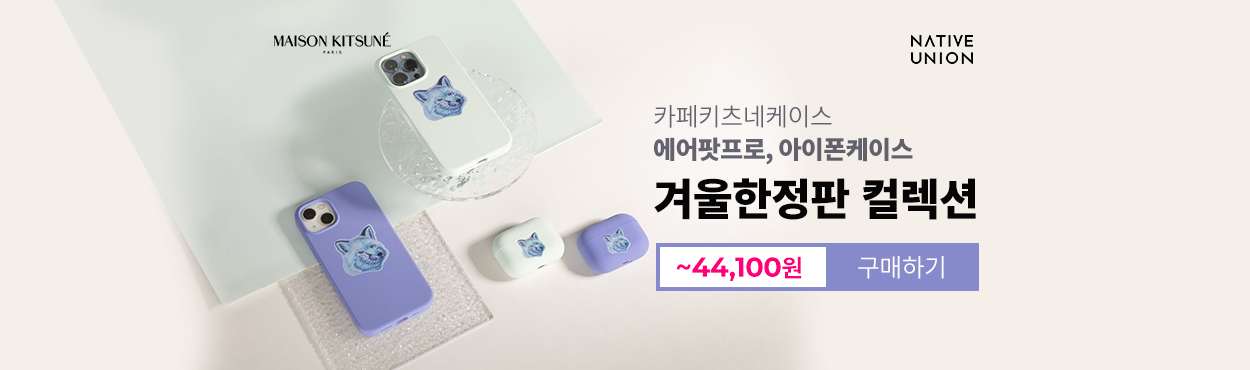 MAISON KITSUNÉ
PARIS
NATIVE
UNION
카페키츠네케이스
에어팟프로, 아이폰케이스
겨울한정판 컬렉션
~44,100원
구매하기